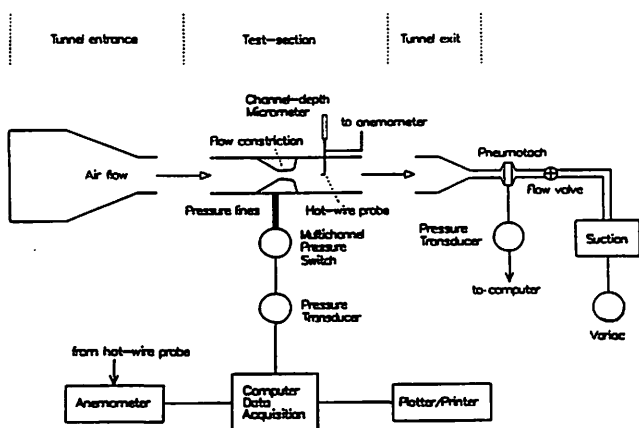 Tunnel entrance
Test-section
Tunnel exit
Channel-depth
Micrometer
to anemometer
Flow constriction
Pneumotach
Air flow
flow valve
Pressure lines
Hot-wire probe
Multichannel
Pressure
Switch
Pressure
Transducer
Suction
to computer
Pressure
Transducer
Variac
from hot-wire probe
Anemometer
Computer
Data
Acquisition
Plotter/Printer